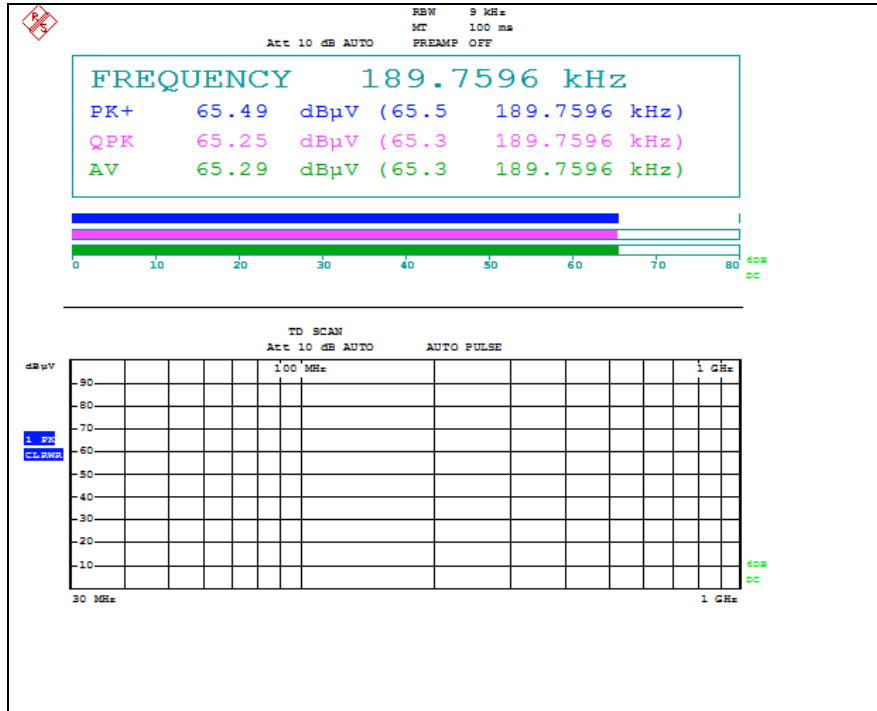 R S
RBW 9 kHz
MT 100 ms
Att 10 dB AUTO PREAMP OFF
FREQUENCY 189.7596 kHz
PK+ 65.49 dBµV (65.5 189.7596 kHz)
QPK 65.25 dBµV (65.3 189.7596 kHz)
AV 65.29 dBµV (65.3 189.7596 kHz)
0 10 20 30 40 50 60 70 80
6DB
DC
TD SCAN
Att 10 dB AUTO AUTO PULSE
dBµV
100 MHz 1 GHz
90
80
70
1 PK
CLRWR
60
50
40
30
20
10
6DB
DC
30 MHz 1 GHz